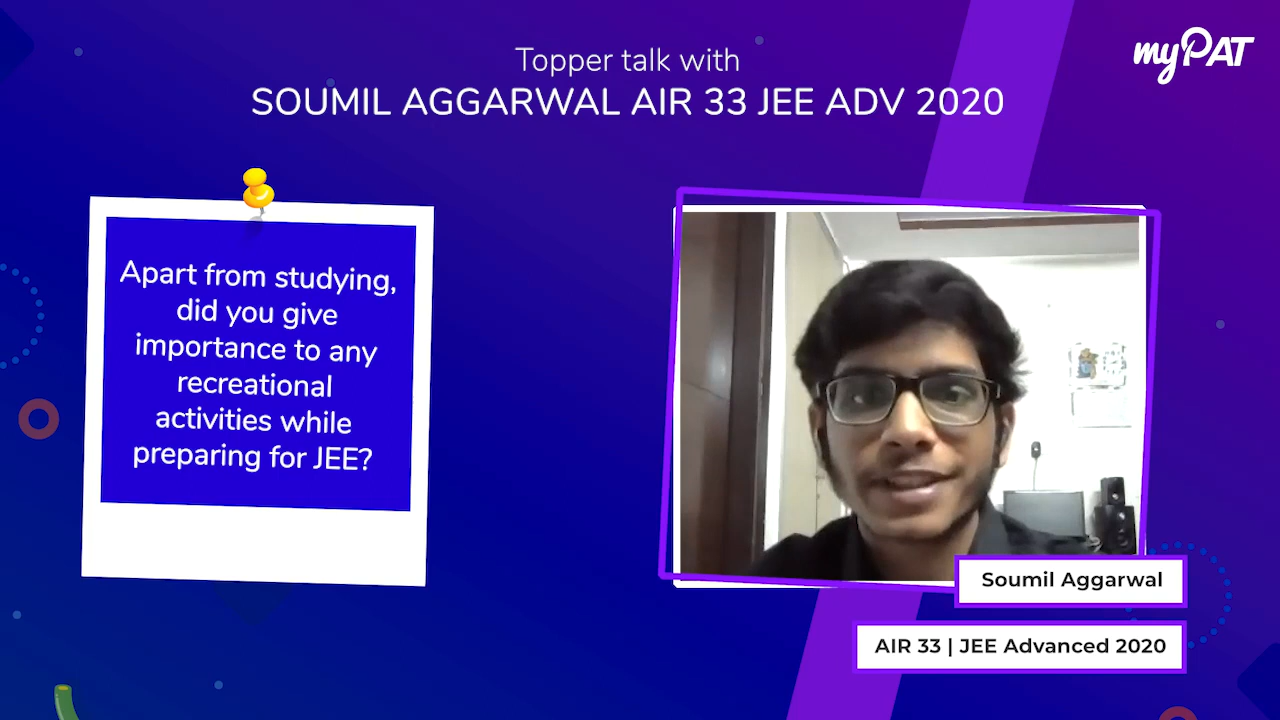 myPAT
Topper talk with
SOUMIL AGGARWAL AIR 33 JEE ADV 2020
Apart from studying,
did you give
importance to any
recreational
activities while
preparing for JEE?
Soumil Aggarwal
AIR 33 | JEE Advanced 2020